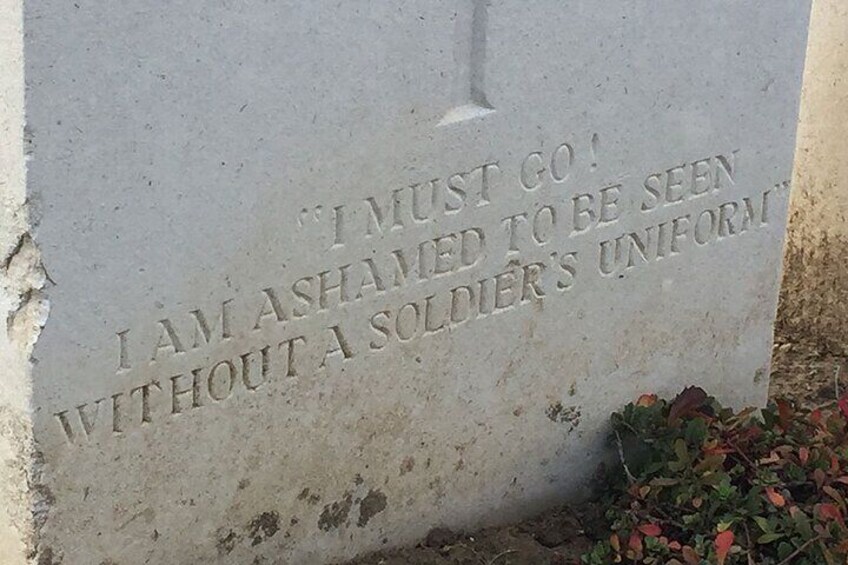 "I MUST GO!
I AM ASHAMED TO BE SEEN
WITHOUT A SOLDIER'S UNIFORM"